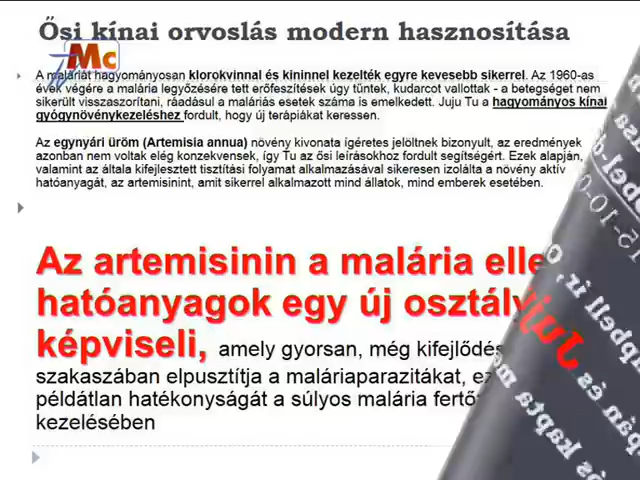 Ősi kínai orvoslás modern hasznosítása
Mc
A maláriát hagyományosan klorokvinnal és kininnel kezelték egyre kevesebb sikerrel. Az 1960-as
évek végére a malária legyőzésére tett erőfeszítések úgy tűntek, kudarcot vallottak - a betegséget nem
sikerült visszaszorítani, ráadásul a maláriás esetek száma is emelkedett. Juju Tu a hagyományos kínai
gyógynövénykezeléshez fordult, hogy új terápiákat keressen.
Az egynyári üröm (Artemisia annua) növény kivonata ígéretes jelöltnek bizonyult, az eredmények
azonban nem voltak elég konzekvensek, így Tu az ősi leírásokhoz fordult segítségért. Ezek alapján,
valamint az általa kifejlesztett tisztítási folyamat alkalmazásával sikeresen izolálta a növény aktív
hatóanyagát, az artemisinint, amit sikerrel alkalmazott mind állatok, mind emberek esetében.
Az artemisinin a malária elle
hatóanyagok egy új osztály
képviseli, amely gyorsan, még kifejlődés
szakaszában elpusztítja a maláriaparazitákat, ez
példátlan hatékonyságát a súlyos malária fertő
kezelésében
Juj
és kapta